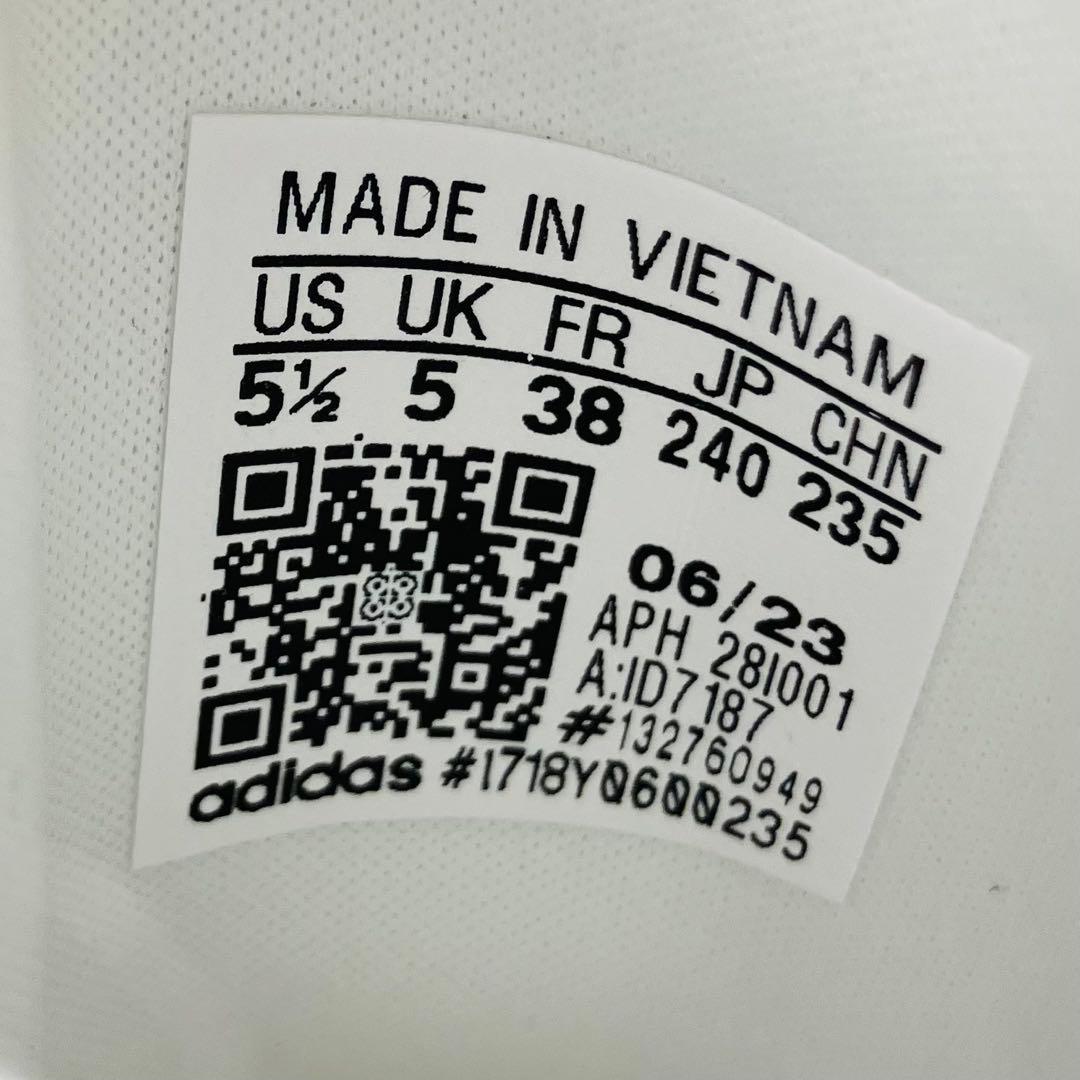 MADE IN VIETNAM
US UK FR JP CHN
5½ 5 38 240 235
06/23
APH 28I001
A:ID7187
#132760949
adidas #1718Y0600235